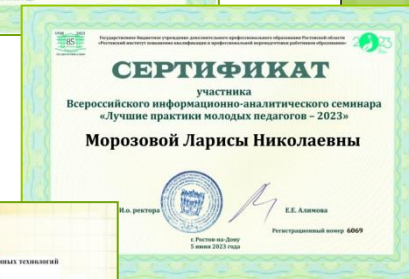 Государственное бюджетное учреждение дополнительного профессионального образования Ростовской области
«Ростовский институт повышения квалификации и профессиональной переподготовки работников образования»
85
СЕРТИФИКАТ
участника
Всероссийского информационно-аналитического семинара
«Лучшие практики молодых педагогов – 2023»
Морозовой Ларисы Николаевны
И.о. ректора
Е.Е. Алимова
Регистрационный номер 6069
г. Ростов-на-Дону
5 июня 2023 года
технологий